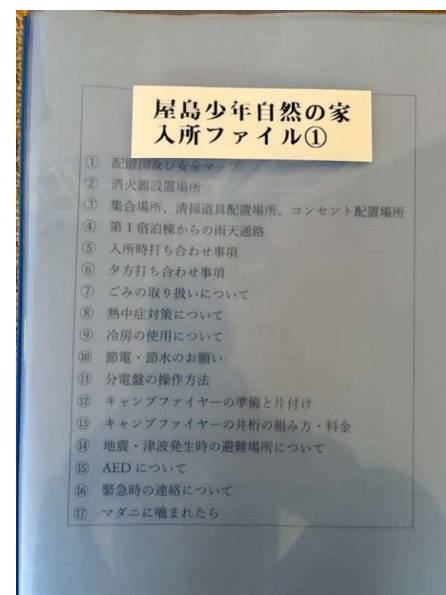 屋島少年自然の家
入所ファイル①
① 配置図及び安全マップ
② 消火器設置場所
③ 集合場所、清掃道具配置場所、コンセント配置場所
④ 第1宿泊棟からの雨天通路
⑤ 入所時打ち合わせ事項
⑥ 夕方打ち合わせ事項
⑦ ごみの取り扱いについて
⑧ 熱中症対策について
⑨ 冷房の使用について
⑩ 節電・節水のお願い
⑪ 分電盤の操作方法
⑫ キャンプファイヤーの準備と片付け
⑬ キャンプファイヤーの井桁の組み方・料金
⑭ 地震・津波発生時の避難場所について
⑮ AEDについて
⑯ 緊急時の連絡について
⑰ マダニに噛まれたら